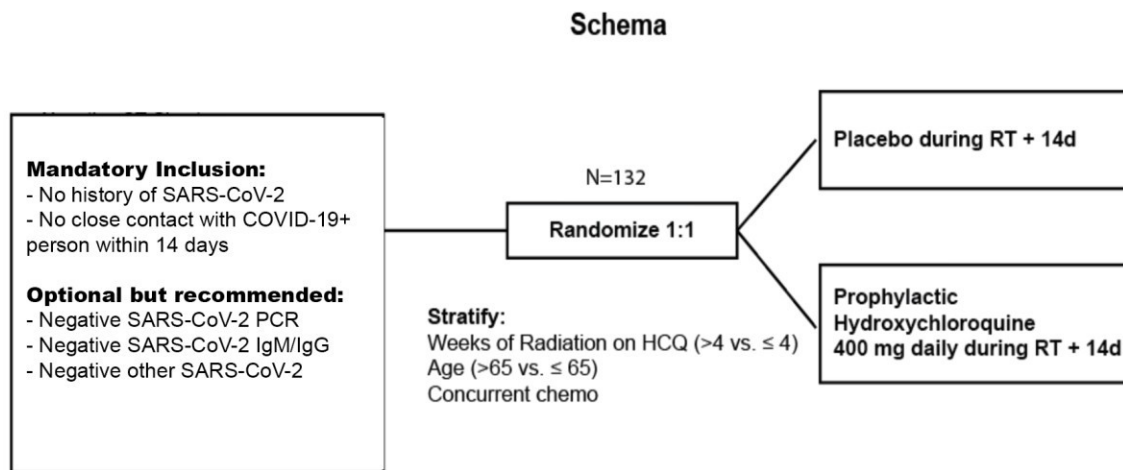 Schema
Mandatory Inclusion:
- No history of SARS-CoV-2
- No close contact with COVID-19+
person within 14 days
Optional but recommended:
- Negative SARS-CoV-2 PCR
- Negative SARS-CoV-2 IgM/IgG
- Negative other SARS-CoV-2
N=132
Randomize 1:1
Stratify:
Weeks of Radiation on HCQ (>4 vs. ≤ 4)
Age (>65 vs. ≤ 65)
Concurrent chemo
Placebo during RT + 14d
Prophylactic
Hydroxychloroquine
400 mg daily during RT + 14d